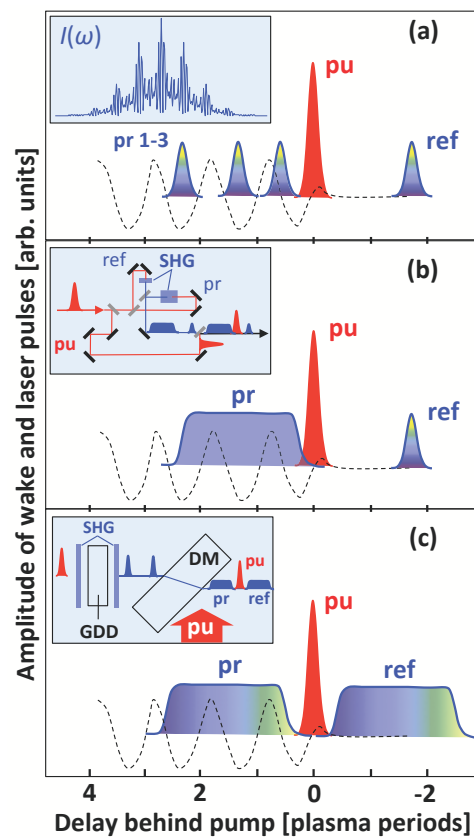 Amplitude of wake and laser pulses [arb. units]
I(ω)
(a)
pu
pr 1-3
ref
(b)
ref
SHG
pr
pu
pu
pr
ref
(c)
SHG
DM
pu
pr
ref
GDD
pu
pu
pr
ref
4
2
0
-2
Delay behind pump [plasma periods]